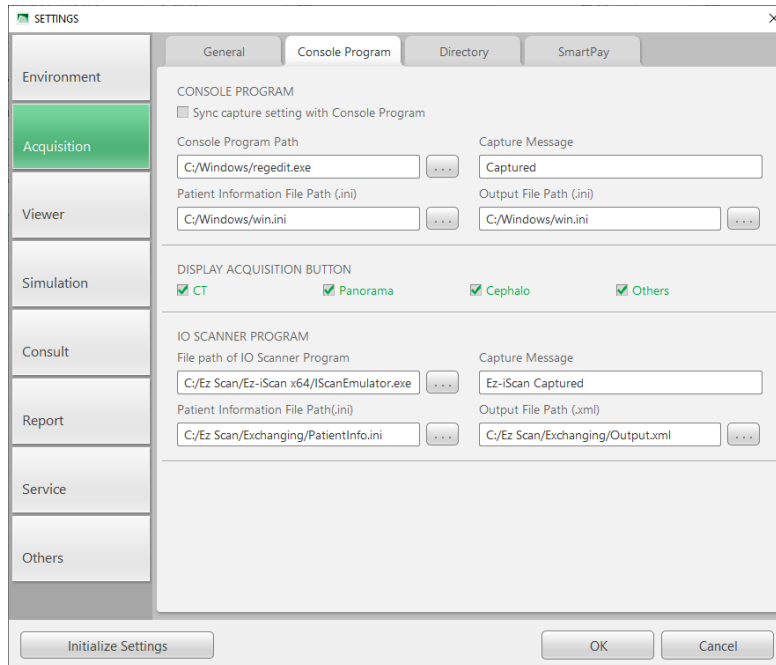 SETTINGS
General Console Program Directory SmartPay
Environment
Acquisition
Viewer
Simulation
Consult
Report
Service
Others
CONSOLE PROGRAM
Sync capture setting with Console Program
Console Program Path Capture Message
C:/Windows/regedit.exe ... Captured
Patient Information File Path (.ini) Output File Path (.ini)
C:/Windows/win.ini ... C:/Windows/win.ini ...
DISPLAY ACQUISITION BUTTON
CT Panorama Cephalo Others
IO SCANNER PROGRAM
File path of IO Scanner Program Capture Message
C:/Ez Scan/Ez-iScan x64/IScanEmulator.exe ... Ez-iScan Captured
Patient Information File Path(.ini) Output File Path (.xml)
C:/Ez Scan/Exchanging/PatientInfo.ini ... C:/Ez Scan/Exchanging/Output.xml ...
Initialize Settings OK Cancel